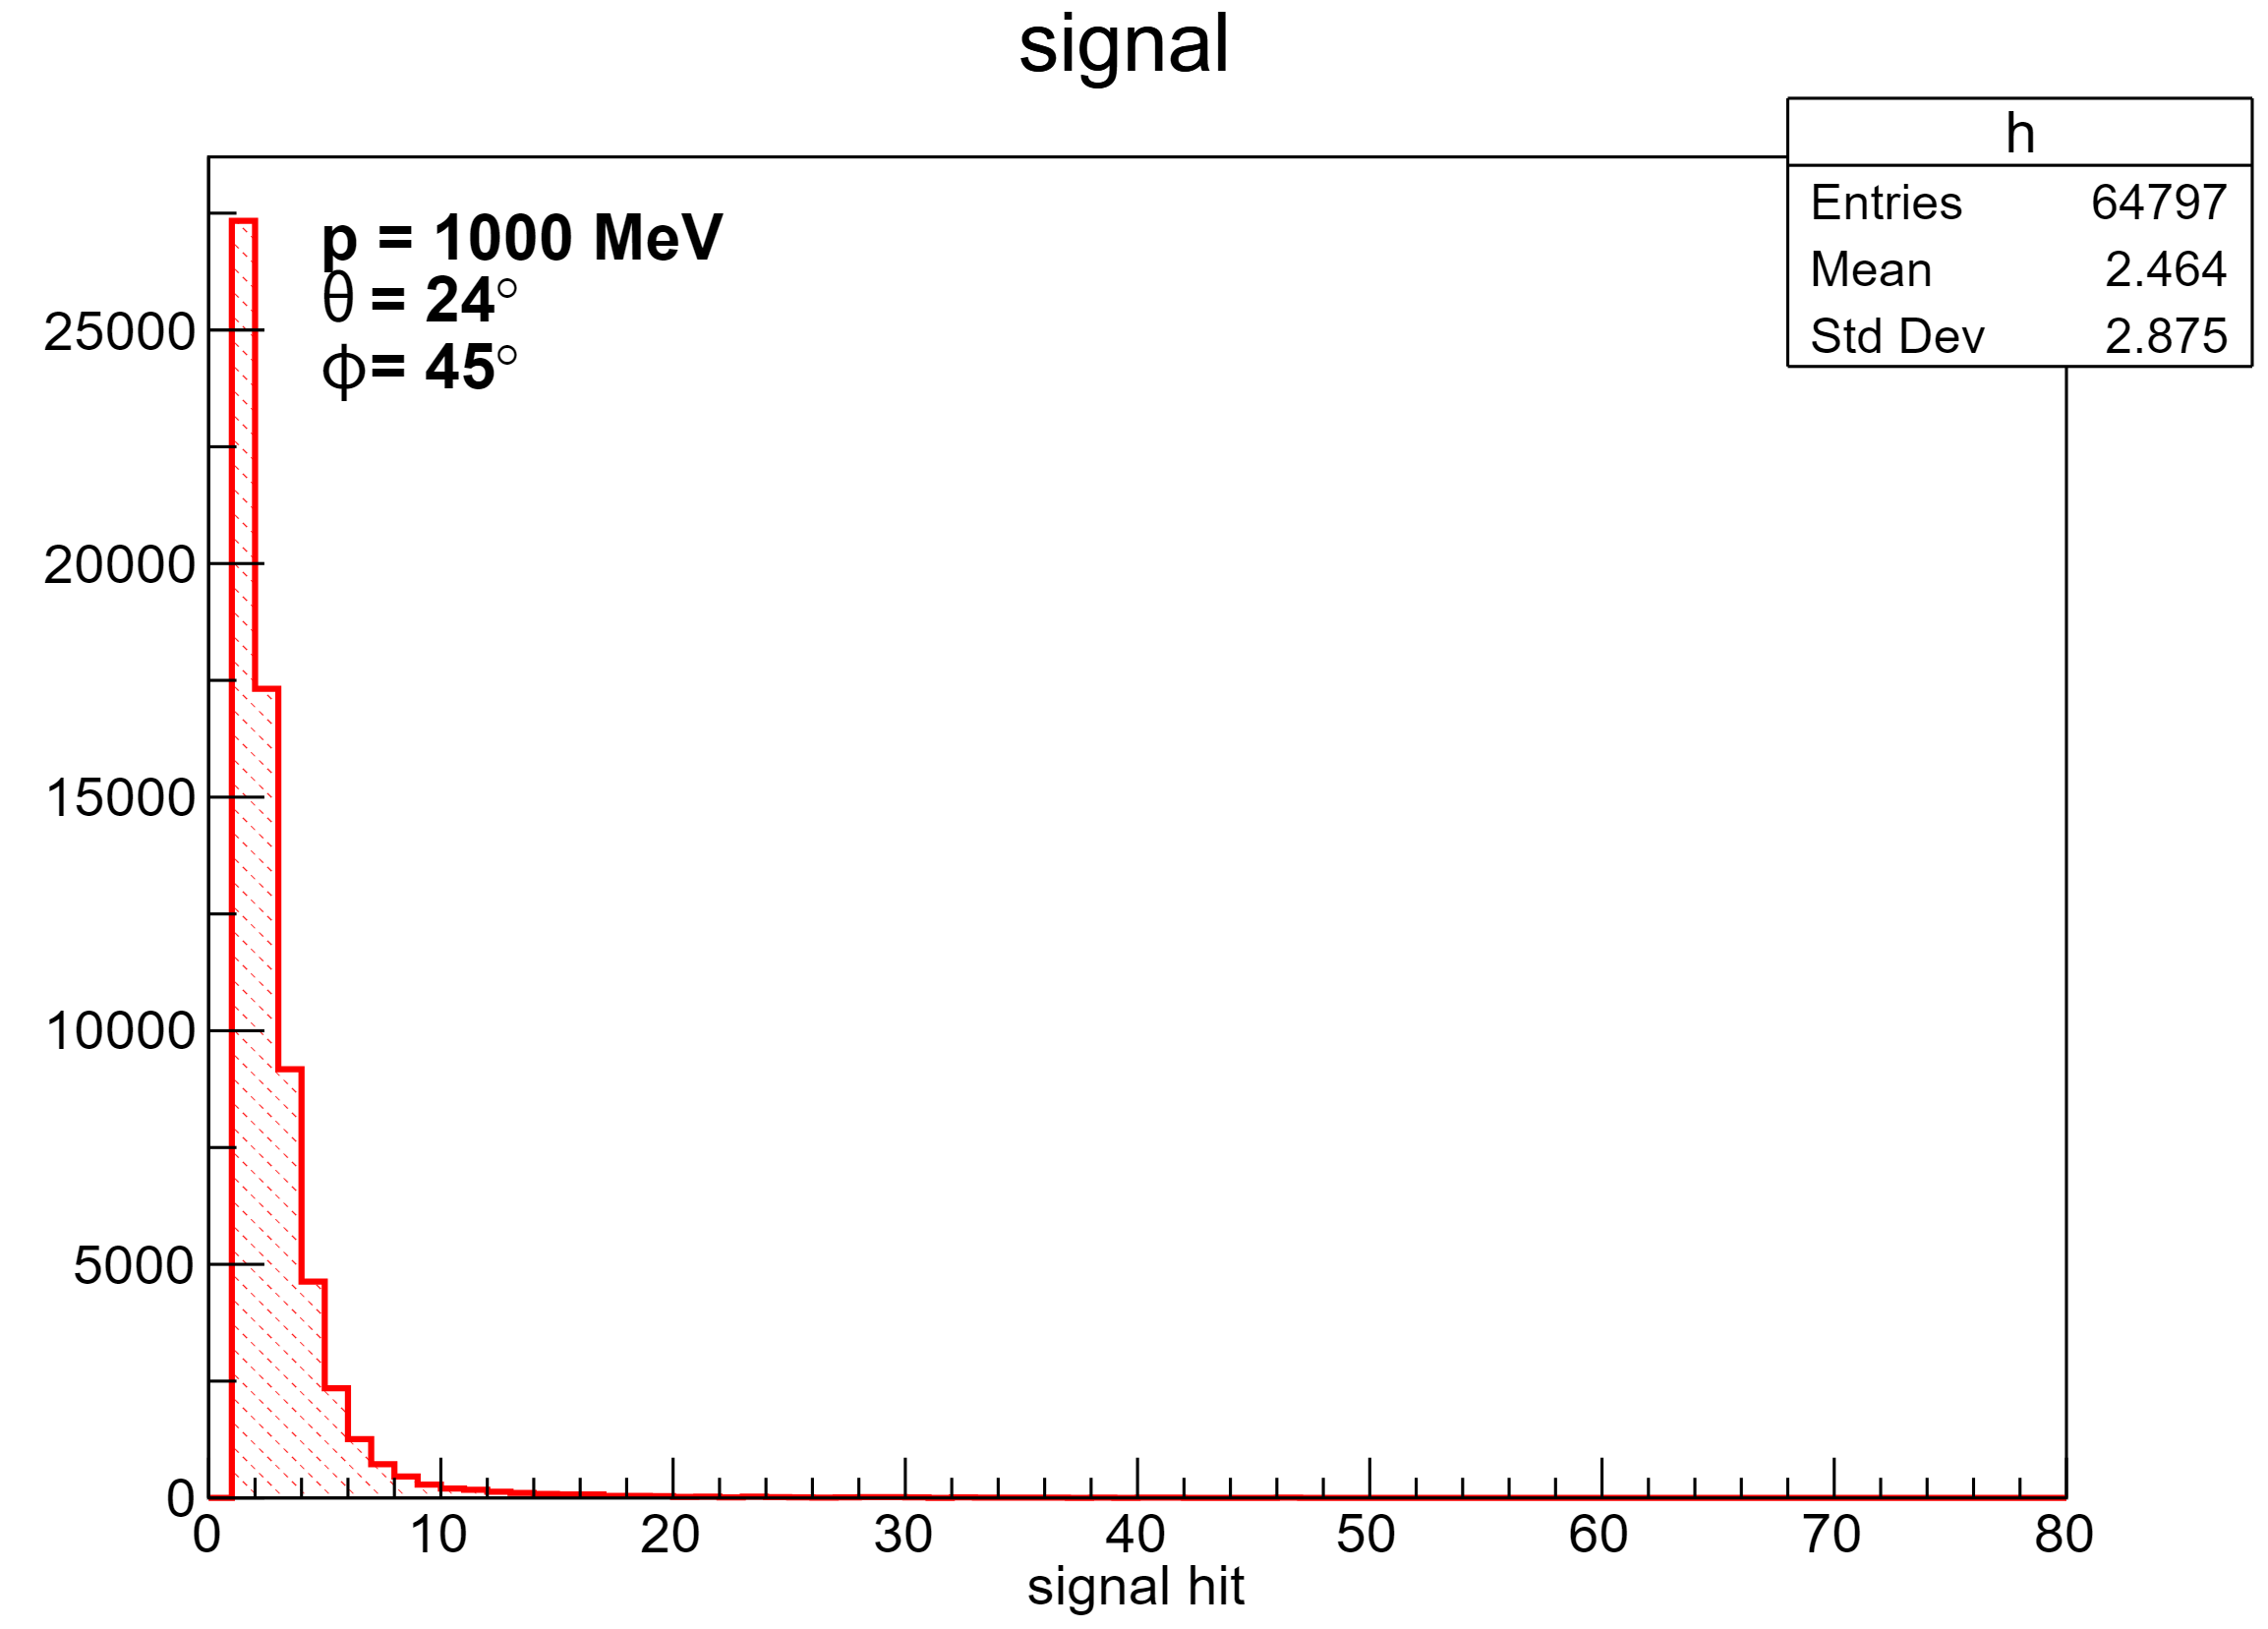 signal
h
Entries 64797
Mean 2.464
Std Dev 2.875
p = 1000 MeV
θ = 24°
ϕ= 45°
25000
20000
15000
10000
5000
0
0 10 20 30 40 50 60 70 80
signal hit